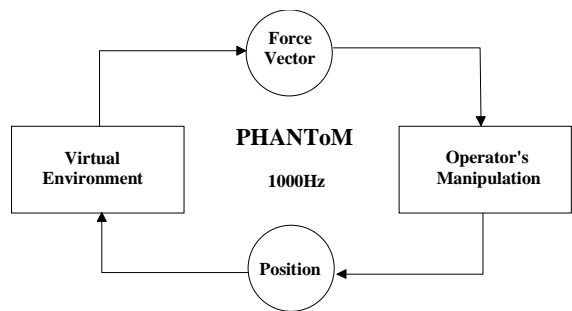 Force
Vector
PHANToM
Virtual
Environment
Operator's
Manipulation
1000Hz
Position